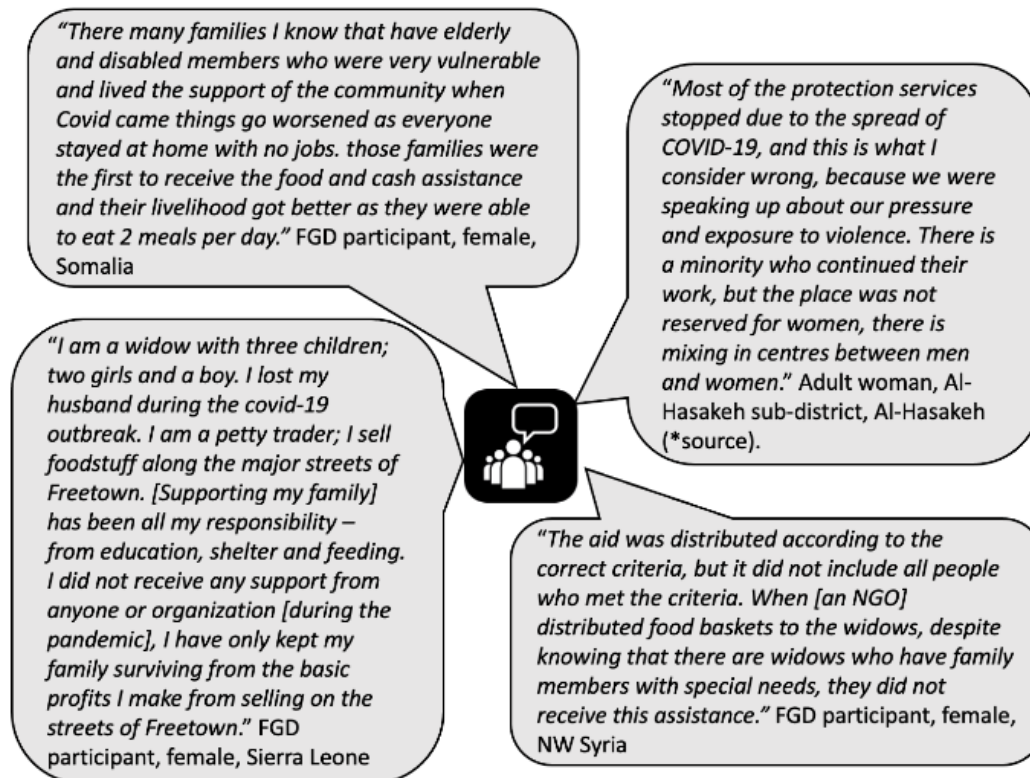 “There many families I know that have elderly
and disabled members who were very vulnerable
and lived the support of the community when
Covid came things go worsened as everyone
stayed at home with no jobs. those families were
the first to receive the food and cash assistance
and their livelihood got better as they were able
to eat 2 meals per day.” FGD participant, female,
Somalia
“Most of the protection services
stopped due to the spread of
COVID-19, and this is what I
consider wrong, because we were
speaking up about our pressure
and exposure to violence. There is
a minority who continued their
work, but the place was not
reserved for women, there is
mixing in centres between men
and women.” Adult woman, Al-
Hasakeh sub-district, Al-Hasakeh
(*source).
“I am a widow with three children;
two girls and a boy. I lost my
husband during the covid-19
outbreak. I am a petty trader; I sell
foodstuff along the major streets of
Freetown. [Supporting my family]
has been all my responsibility –
from education, shelter and feeding.
I did not receive any support from
anyone or organization [during the
pandemic], I have only kept my
family surviving from the basic
profits I make from selling on the
streets of Freetown.” FGD
participant, female, Sierra Leone
“The aid was distributed according to the
correct criteria, but it did not include all people
who met the criteria. When [an NGO]
distributed food baskets to the widows, despite
knowing that there are widows who have family
members with special needs, they did not
receive this assistance.” FGD participant, female,
NW Syria